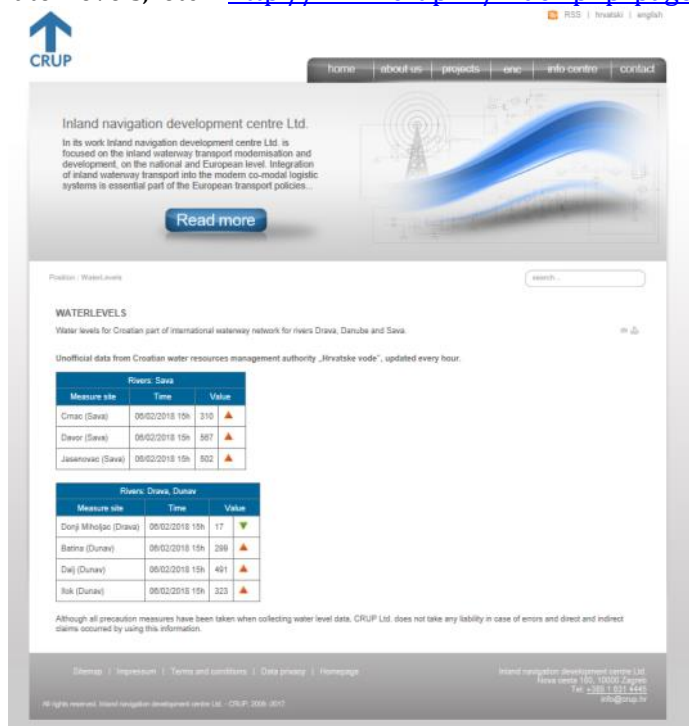 RSS | hrvatski | english
CRUP
home | about us | projects | enc | info centre | contact
Inland navigation development centre Ltd.
In its work Inland navigation development centre Ltd. is
focused on the inland waterway transport modernisation and
development, on the national and European level. Integration
of inland waterway transport into the modern co-modal logistic
systems is essential part of the European transport policies...
Read more
Position : WaterLevels
search...
WATERLEVELS
Water levels for Croatian part of international waterway network for rivers Drava, Danube and Sava.
Unofficial data from Croatian water resources management authority „Hrvatske vode“, updated every hour.
Rivers: Sava
Measure site Time Value
Crnac (Sava) 06/02/2018 15h 310
Davor (Sava) 06/02/2018 15h 567
Jasenovac (Sava) 06/02/2018 15h 502
Rivers: Drava, Dunav
Measure site Time Value
Donji Miholjac (Drava) 06/02/2018 15h 17
Batina (Dunav) 06/02/2018 15h 299
Dalj (Dunav) 06/02/2018 15h 491
Ilok (Dunav) 06/02/2018 15h 323
Although all precaution measures have been taken when collecting water level data, CRUP Ltd. does not take any liability in case of errors and direct and indirect
claims occurred by using this information.
Sitemap | Impressum | Terms and conditions | Data privacy | Homepage
Inland navigation development centre Ltd.
Nova cesta 180, 10000 Zagreb
Tel: +385 1 631 4445
info@crup.hr
All rights reserved. Inland navigation development centre Ltd. - CRUP, 2008-2017